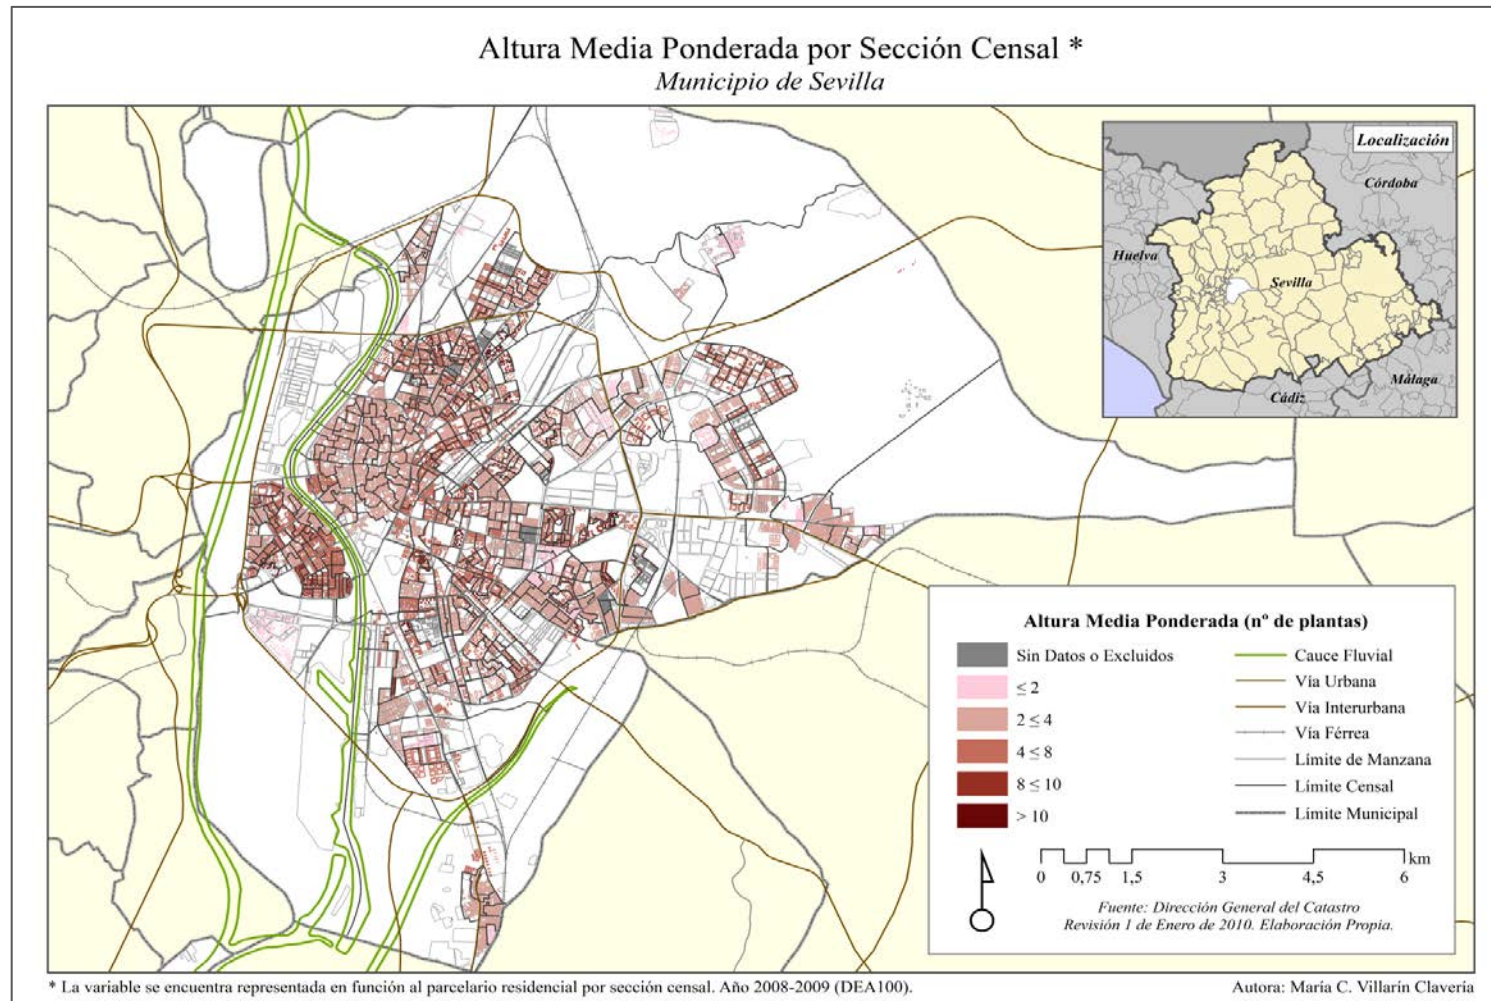 Altura Media Ponderada por Sección Censal *
Municipio de Sevilla
Localización
Córdoba
Huelva
Sevilla
Málaga
Cádiz
Altura Media Ponderada (nº de plantas)
Sin Datos o Excluidos
≤ 2
2 ≤ 4
4 ≤ 8
8 ≤ 10
> 10
Cauce Fluvial
Vía Urbana
Vía Interurbana
Vía Férrea
Límite de Manzana
Límite Censal
Límite Municipal
km
0 0,75 1,5 3 4,5 6
Fuente: Dirección General del Catastro
Revisión 1 de Enero de 2010. Elaboración Propia.
* La variable se encuentra representada en función al parcelario residencial por sección censal. Año 2008-2009 (DEA100).
Autora: María C. Villarín Clavería